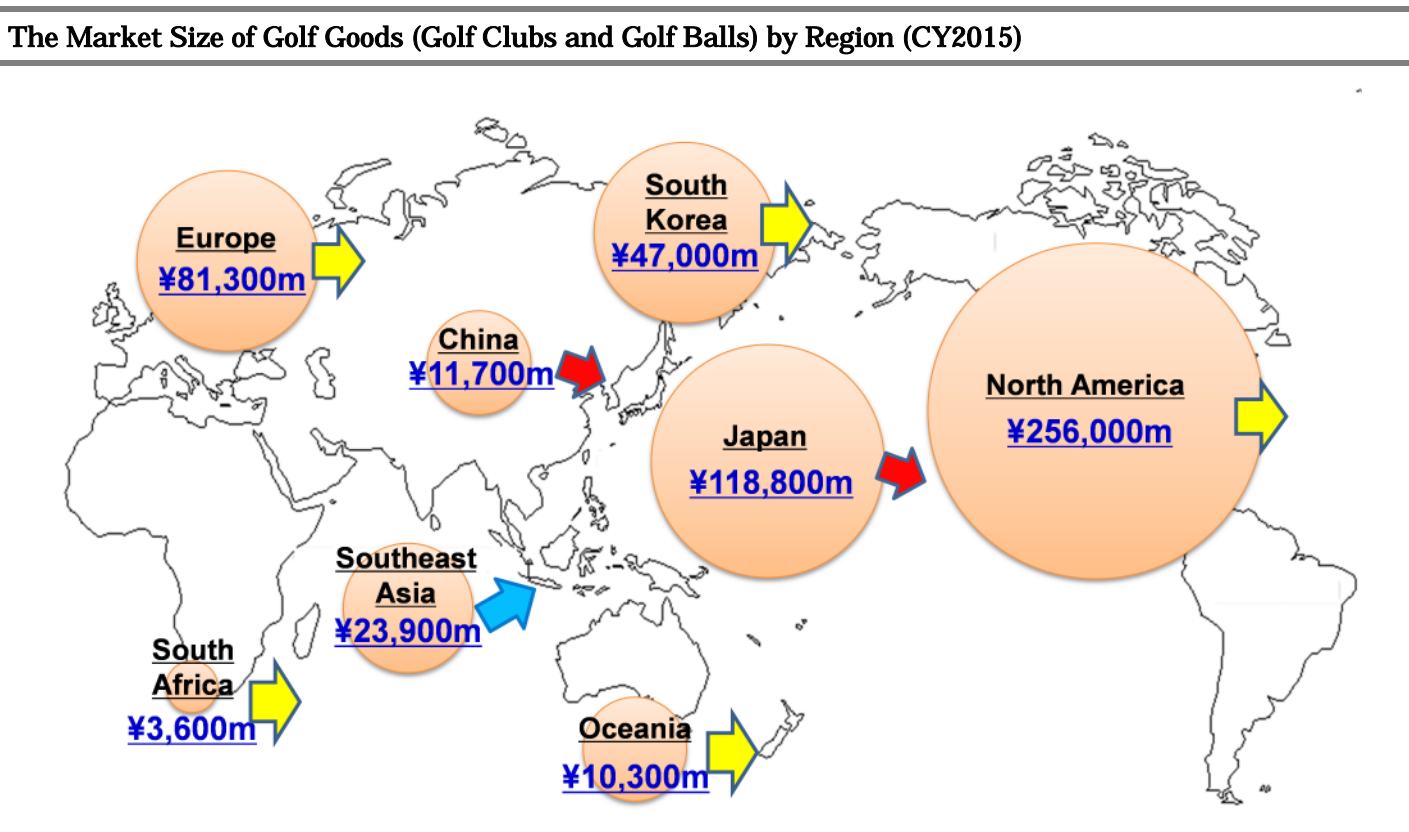 The Market Size of Golf Goods (Golf Clubs and Golf Balls) by Region (CY2015)
Europe
¥81,300m
South
Korea
¥47,000m
China
¥11,700m
Japan
¥118,800m
North America
¥256,000m
Southeast
Asia
¥23,900m
South
Africa
¥3,600m
Oceania
¥10,300m